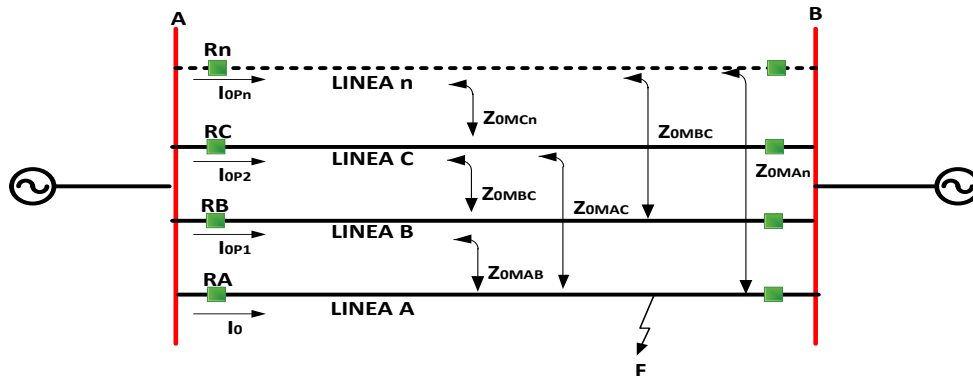 A
B
Rn
I0Pn
LINEA n
Z0MCn
Z0MBC
RC
I0P2
LINEA C
Z0MAn
Z0MBC
Z0MAC
RB
I0P1
LINEA B
Z0MAB
RA
I0
LINEA A
F